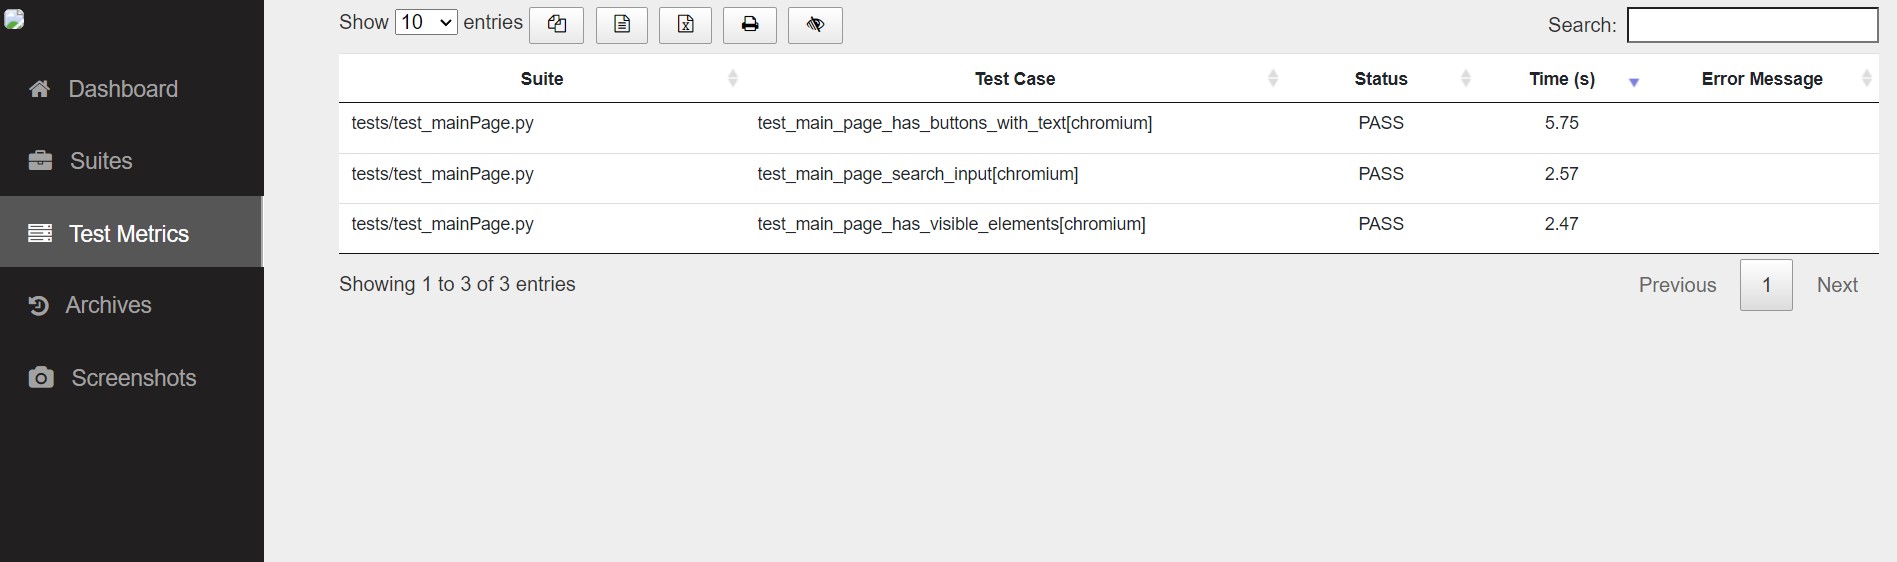 Dashboard
Suites
Test Metrics
Archives
Screenshots
Show 10 entries
Search:
Suite Test Case Status Time (s) Error Message
tests/test_mainPage.py test_main_page_has_buttons_with_text[chromium] PASS 5.75
tests/test_mainPage.py test_main_page_search_input[chromium] PASS 2.57
tests/test_mainPage.py test_main_page_has_visible_elements[chromium] PASS 2.47
Showing 1 to 3 of 3 entries
Previous 1 Next